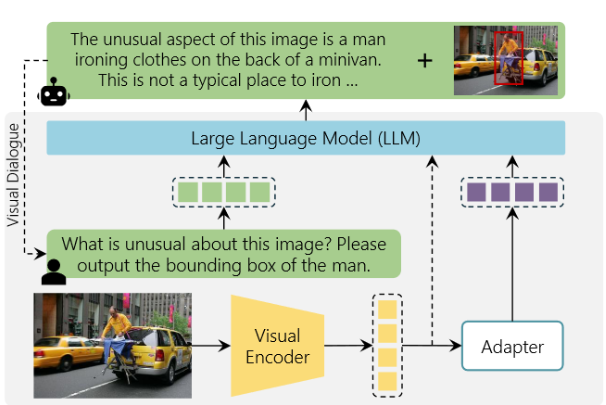 The unusual aspect of this image is a man
ironing clothes on the back of a minivan.
This is not a typical place to iron ...
+
Large Language Model (LLM)
Visual Dialogue
What is unusual about this image? Please
output the bounding box of the man.
Visual
Encoder
Adapter